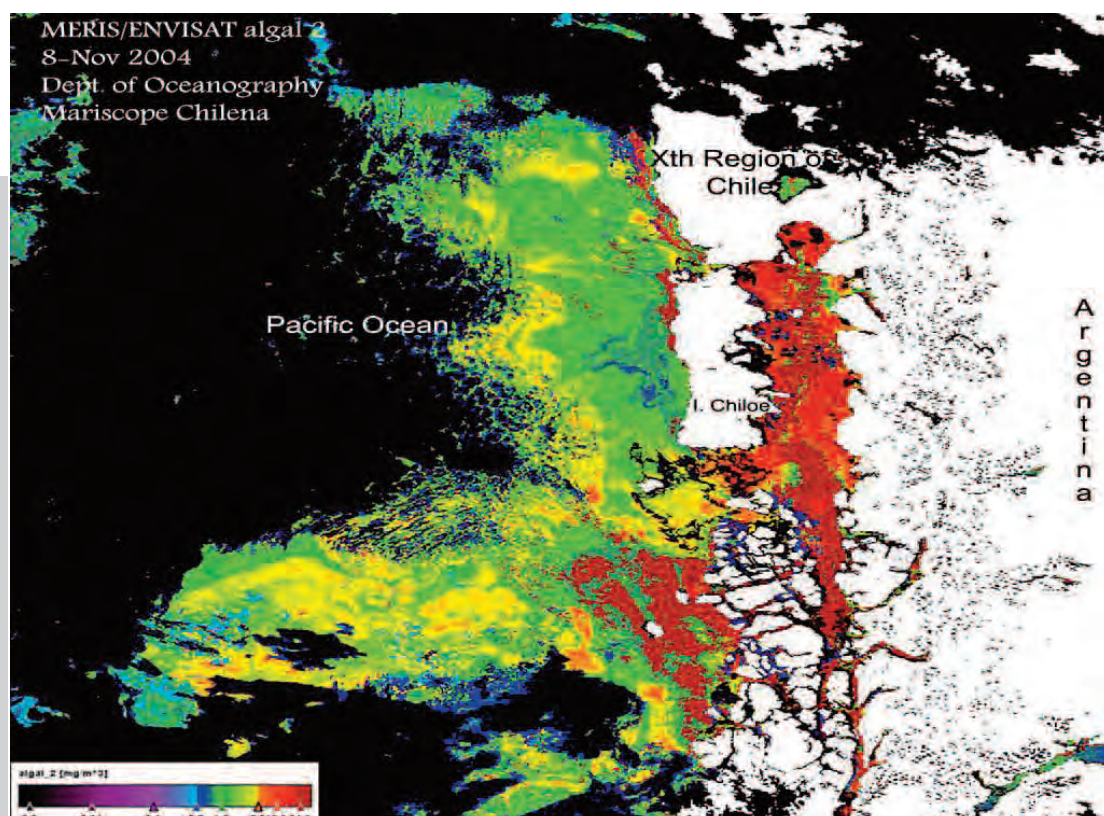 MERIS/ENVISAT algal 2
8-Nov 2004
Dept. of Oceanography
Mariscope Chilena
Xth Region of
Chile
Pacific Ocean
I. Chiloe
Argentina
algal_2 [mg/m^3]